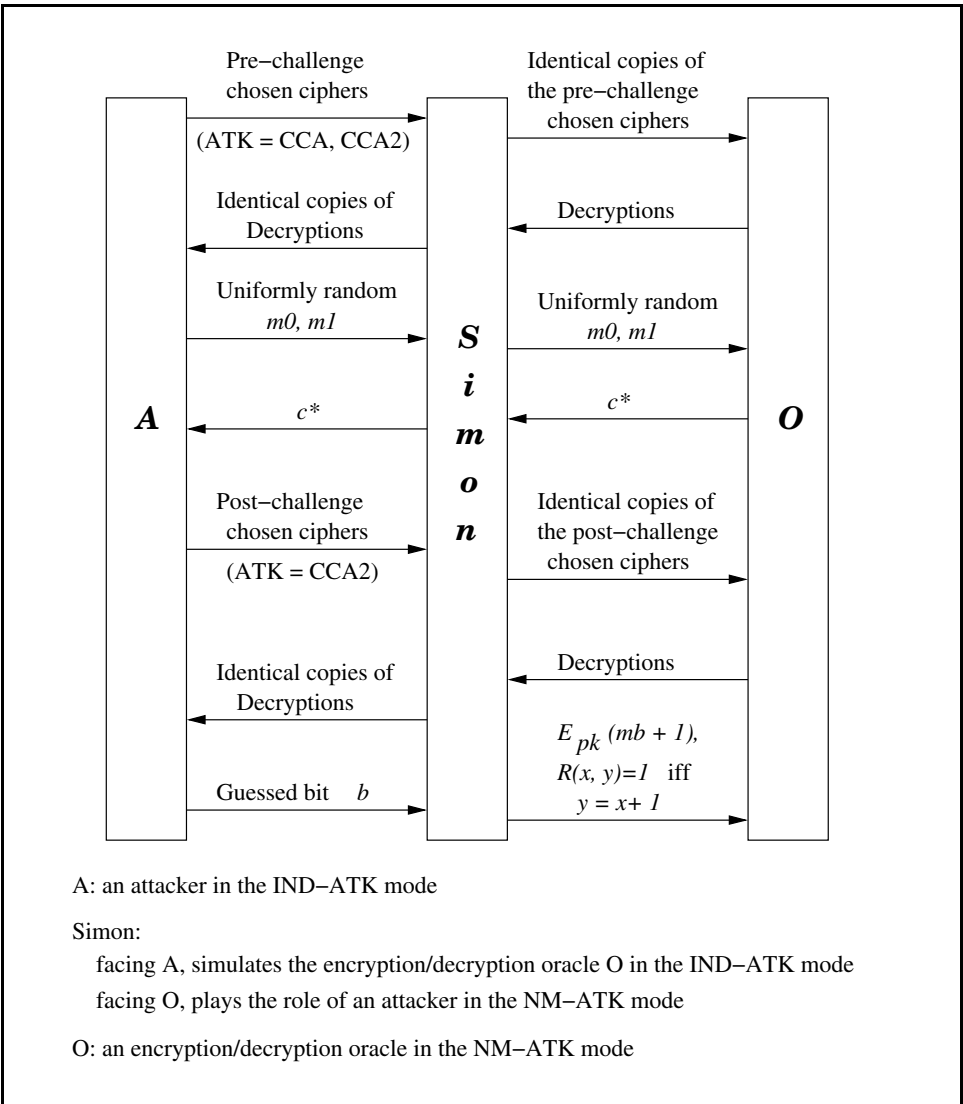 Pre−challenge
chosen ciphers
(ATK = CCA, CCA2)
Identical copies of
the pre−challenge
chosen ciphers
Identical copies of
Decryptions
Decryptions
Uniformly random
m0, m1
Uniformly random
m0, m1
c*
c*
A
S
i
m
o
n
O
Post−challenge
chosen ciphers
(ATK = CCA2)
Identical copies of
the post−challenge
chosen ciphers
Identical copies of
Decryptions
Decryptions
E pk (mb + 1),
R(x, y)=1 iff
y = x+ 1
Guessed bit b
A: an attacker in the IND−ATK mode
Simon:
facing A, simulates the encryption/decryption oracle O in the IND−ATK mode
facing O, plays the role of an attacker in the NM−ATK mode
O: an encryption/decryption oracle in the NM−ATK mode